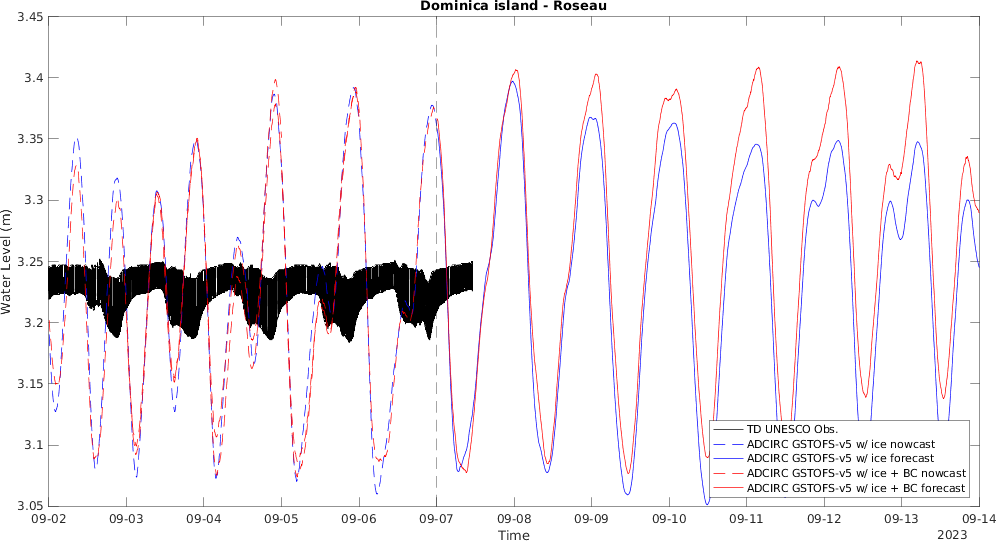 Dominica island - Roseau
3.45
3.4
3.35
3.3
3.25
3.2
3.15
3.1
3.05
Water Level (m)
TD UNESCO Obs.
ADCIRC GSTOFS-v5 w/ ice nowcast
ADCIRC GSTOFS-v5 w/ ice forecast
ADCIRC GSTOFS-v5 w/ ice + BC nowcast
ADCIRC GSTOFS-v5 w/ ice + BC forecast
09-02 09-03 09-04 09-05 09-06 09-07 09-08 09-09 09-10 09-11 09-12 09-13 09-14
Time
2023